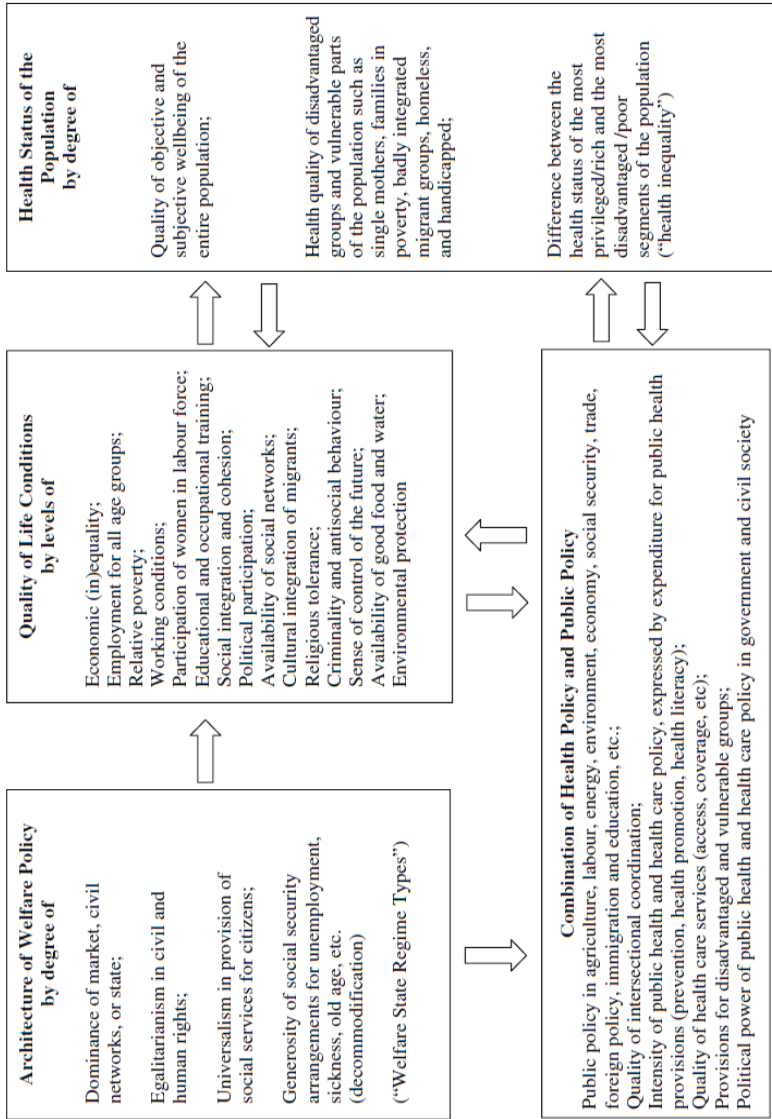 Architecture of Welfare Policy
by degree of
Dominance of market, civil
networks, or state;
Egalitarianism in civil and
human rights;
Universalism in provision of
social services for citizens;
Generosity of social security
arrangements for unemployment,
sickness, old age, etc.
(decommodification)
(“Welfare State Regime Types”)
Quality of Life Conditions
by levels of
Economic (in)equality;
Employment for all age groups;
Relative poverty;
Working conditions;
Participation of women in labour force;
Educational and occupational training;
Social integration and cohesion;
Political participation;
Availability of social networks;
Cultural integration of migrants;
Religious tolerance;
Criminality and antisocial behaviour;
Sense of control of the future;
Availability of good food and water;
Environmental protection
Health Status of the
Population
by degree of
Quality of objective and
subjective wellbeing of the
entire population;
Health quality of disadvantaged
groups and vulnerable parts
of the population such as
single mothers, families in
poverty, badly integrated
migrant groups, homeless,
and handicapped;
Difference between the
health status of the most
privileged/rich and the most
disadvantaged /poor
segments of the population
(“health inequality”)
Combination of Health Policy and Public Policy
Public policy in agriculture, labour, energy, environment, economy, social security, trade,
foreign policy, immigration and education, etc.;
Quality of intersectional coordination;
Intensity of public health and health care policy, expressed by expenditure for public health
provisions (prevention, health promotion, health literacy);
Quality of health care services (access, coverage, etc);
Provisions for disadvantaged and vulnerable groups;
Political power of public health and health care policy in government and civil society